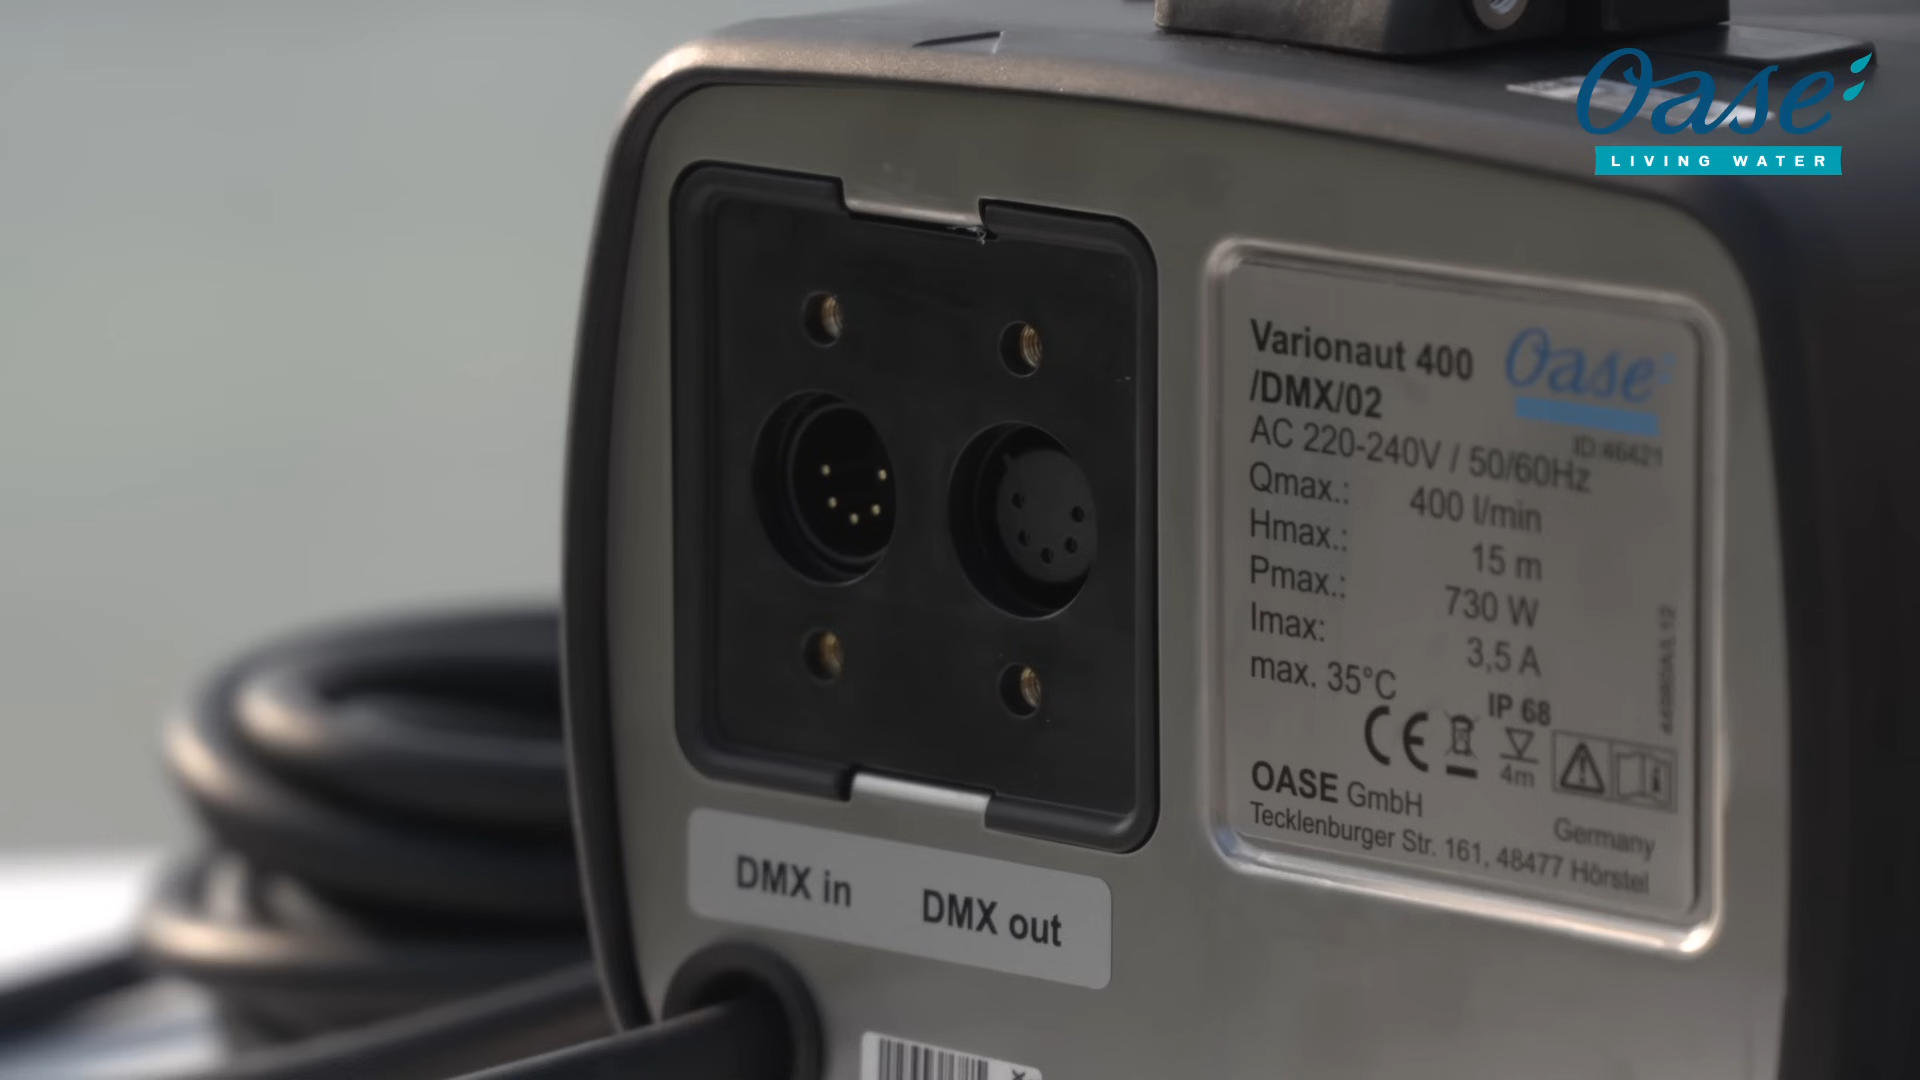 Oase
LIVING WATER
Varionaut 400
/DMX/02
Oase
ID:46421
AC 220-240V / 50/60Hz
Qmax.: 400 l/min
Hmax.: 15 m
Pmax.: 730 W
Imax: 3,5 A
max. 35°C
IP 68
CE
4m
OASE GmbH
Germany
Tecklenburger Str. 161, 48477 Hörstel
DMX in DMX out